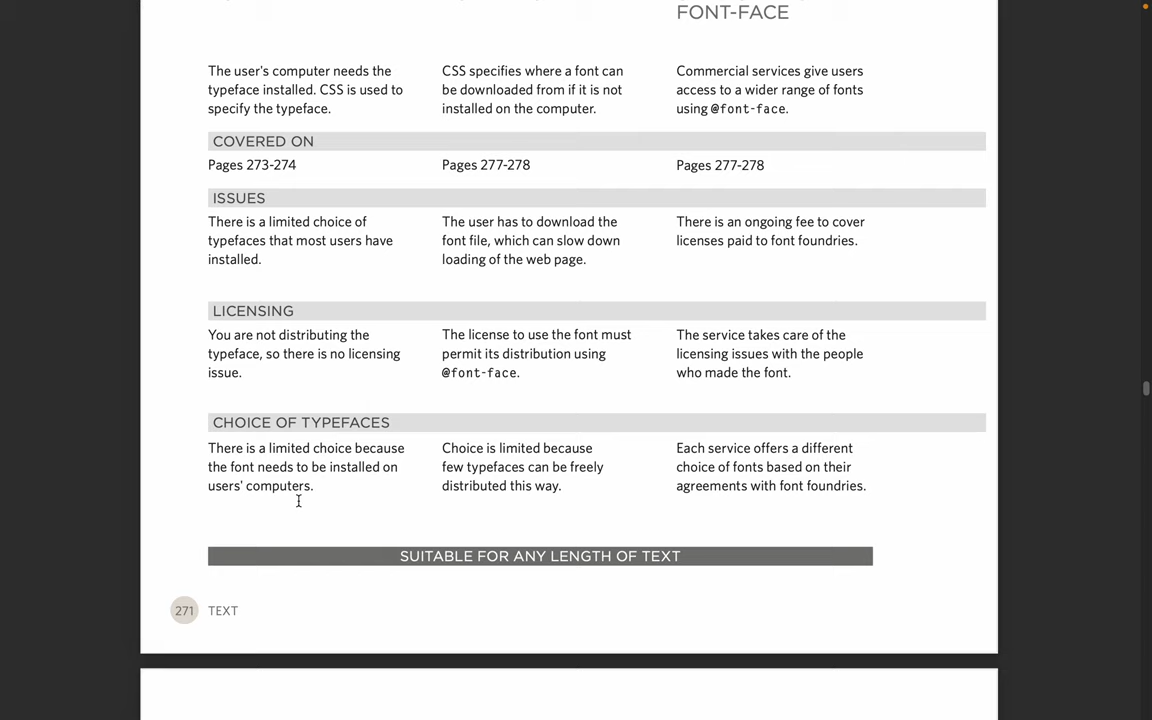 FONT-FACE
The user's computer needs the
typeface installed. CSS is used to
specify the typeface.
CSS specifies where a font can
be downloaded from if it is not
installed on the computer.
Commercial services give users
access to a wider range of fonts
using @font-face.
COVERED ON
Pages 273-274
Pages 277-278
Pages 277-278
ISSUES
There is a limited choice of
typefaces that most users have
installed.
The user has to download the
font file, which can slow down
loading of the web page.
There is an ongoing fee to cover
licenses paid to font foundries.
LICENSING
You are not distributing the
typeface, so there is no licensing
issue.
The license to use the font must
permit its distribution using
@font-face.
The service takes care of the
licensing issues with the people
who made the font.
CHOICE OF TYPEFACES
There is a limited choice because
the font needs to be installed on
users' computers.
Choice is limited because
few typefaces can be freely
distributed this way.
Each service offers a different
choice of fonts based on their
agreements with font foundries.
SUITABLE FOR ANY LENGTH OF TEXT
271 TEXT